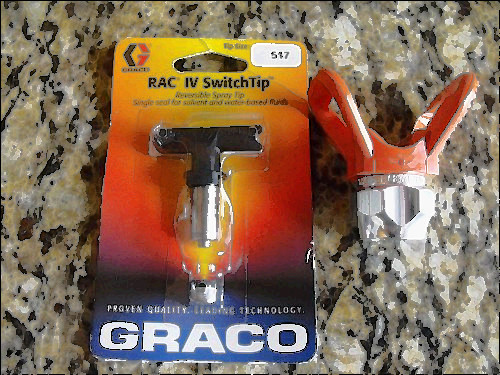 GRACO
Tip Size
517
RAC IV SwitchTip™
Reversible Spray Tip
Single seal for solvent and water-based fluids
PROVEN QUALITY. LEADING TECHNOLOGY.
GRACO